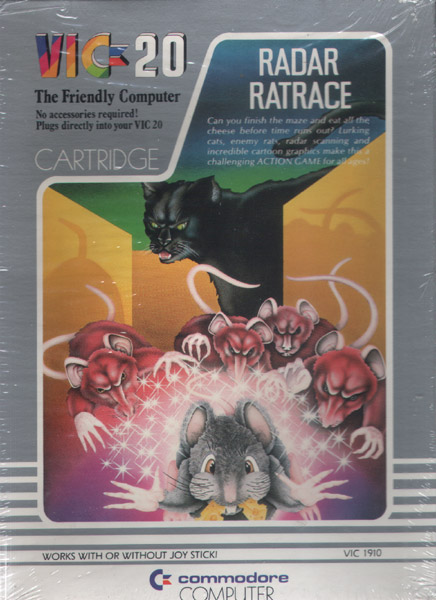 VIC-20
The Friendly Computer
No accessories required!
Plugs directly into your VIC 20
CARTRIDGE
RADAR
RATRACE
Can you finish the maze and eat all the
cheese before time runs out? Lurking
cats, enemy rats, radar scanning and
incredible cartoon graphics make this a
challenging ACTION GAME for all ages!
WORKS WITH OR WITHOUT JOY STICK!
VIC 1910
commodore
COMPUTER